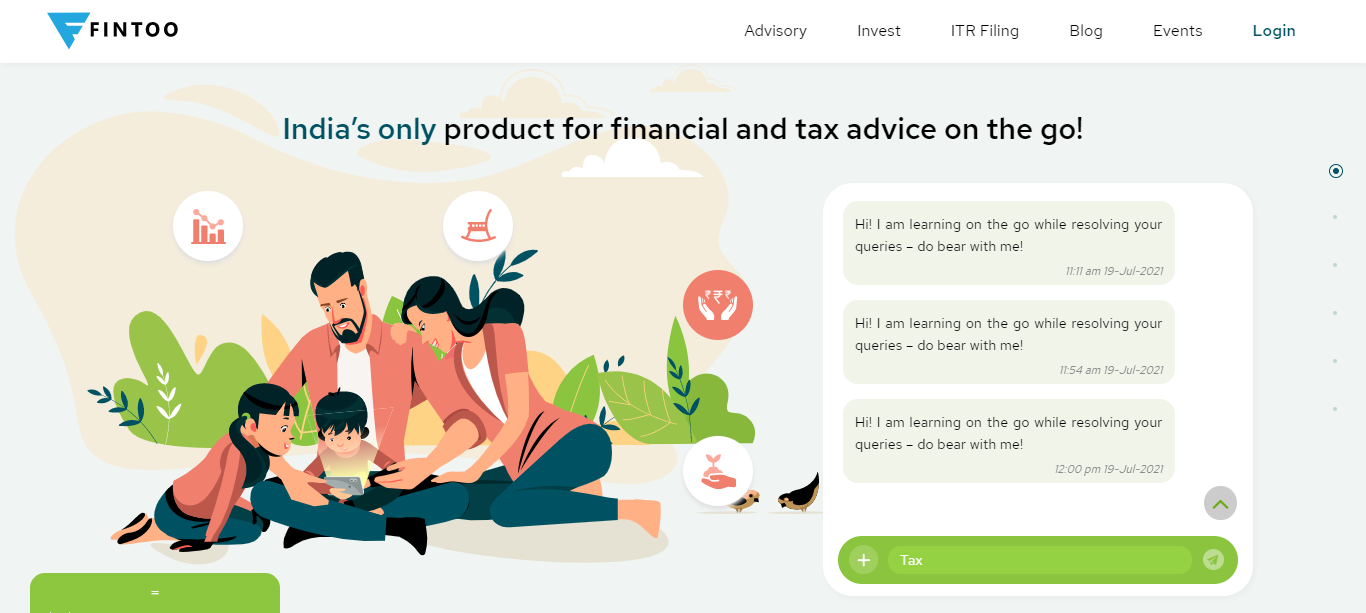 FINTOO
Advisory
Invest
ITR Filing
Blog
Events
Login
India's only product for financial and tax advice on the go!
Hi! I am learning on the go while resolving your
queries – do bear with me!
11:11 am 19-Jul-2021
Hi! I am learning on the go while resolving your
queries – do bear with me!
11:54 am 19-Jul-2021
Hi! I am learning on the go while resolving your
queries – do bear with me!
12:00 pm 19-Jul-2021
Tax